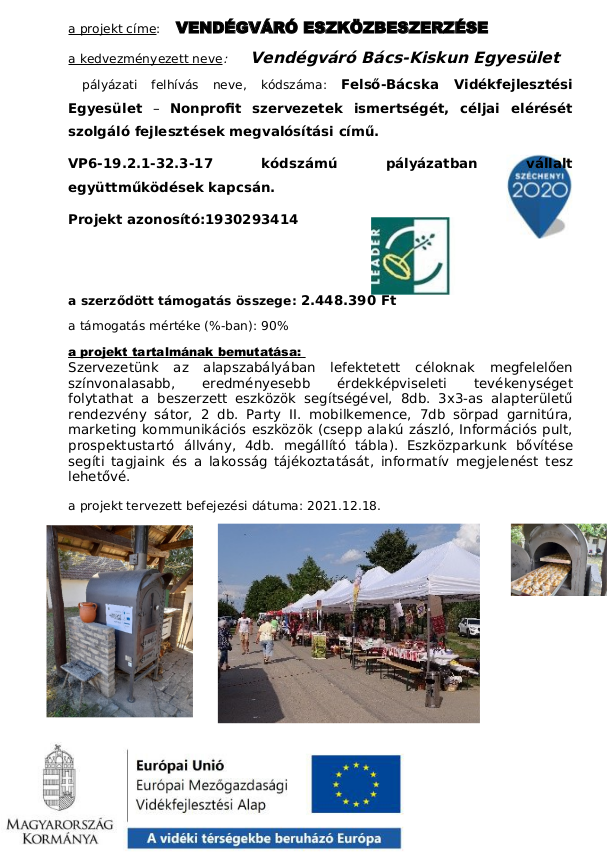 a projekt címe: VENDÉGVÁRÓ ESZKÖZBESZERZÉSE
a kedvezményezett neve: Vendégváró Bács-Kiskun Egyesület
pályázati felhívás neve, kódszáma: Felső-Bácska Vidékfejlesztési
Egyesület – Nonprofit szervezetek ismertségét, céljai elérését
szolgáló fejlesztések megvalósítási című.
VP6-19.2.1-32.3-17 kódszámú pályázatban vállalt
együttműködések kapcsán.
SZÉCHENYI
2020
Projekt azonosító:1930293414
LEADER
a szerződött támogatás összege: 2.448.390 Ft
a támogatás mértéke (%-ban): 90%
a projekt tartalmának bemutatása:
Szervezetünk az alapszabályában lefektetett céloknak megfelelően
színvonalasabb, eredményesebb érdekképviseleti tevékenységet
folytathat a beszerzett eszközök segítségével, 8db. 3x3-as alapterületű
rendezvény sátor, 2 db. Party II. mobilkemence, 7db sörpad garnitúra,
marketing kommunikációs eszközök (csepp alakú zászló, Információs pult,
prospektustartó állvány, 4db. megállító tábla). Eszközparkunk bővítése
segíti tagjaink és a lakosság tájékoztatását, informatív megjelenést tesz
lehetővé.
a projekt tervezett befejezési dátuma: 2021.12.18.
MAGYARORSZÁG
KORMÁNYA
Európai Unió
Európai Mezőgazdasági
Vidékfejlesztési Alap
A vidéki térségekbe beruházó Európa